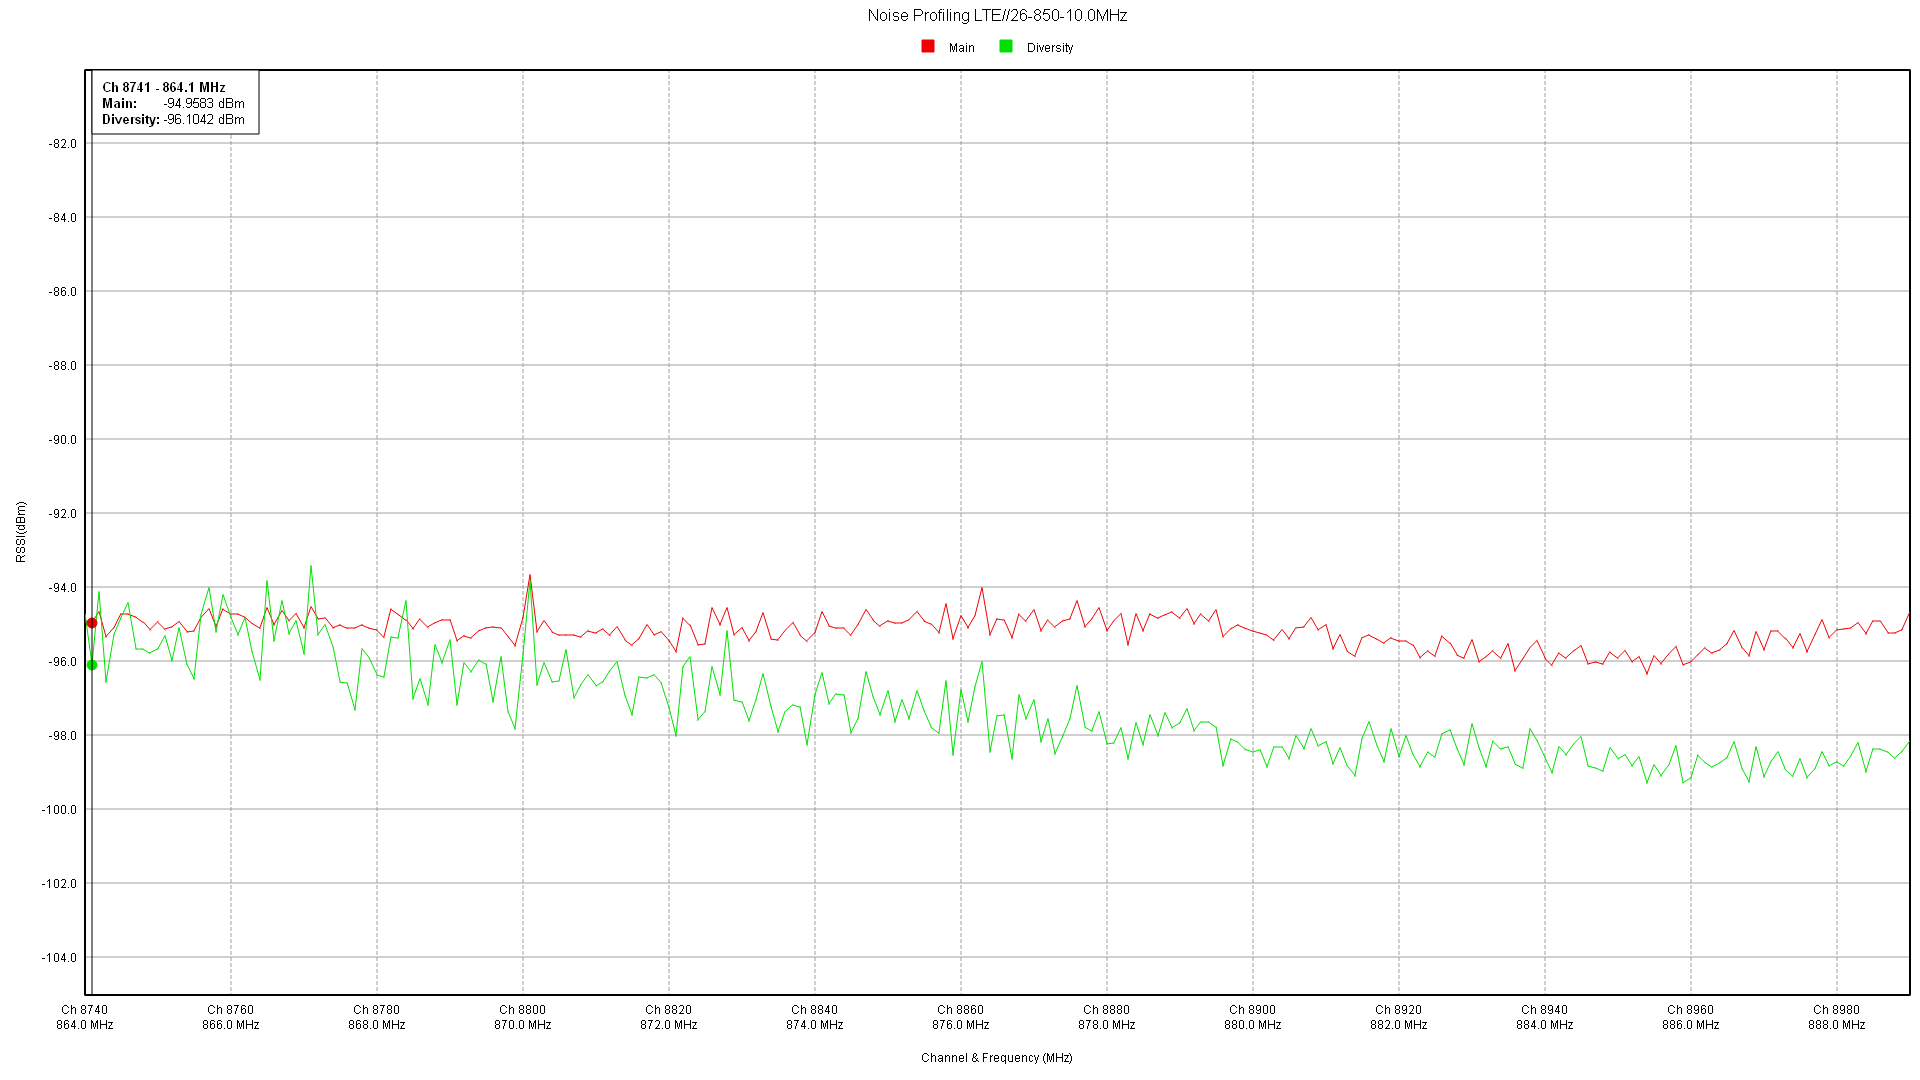 Noise Profiling LTE//26-850-10.0MHz
Main Diversity
Ch 8741 - 864.1 MHz
Main: -94.9583 dBm
Diversity: -96.1042 dBm
-82.0
-84.0
-86.0
-88.0
-90.0
-92.0
-94.0
-96.0
-98.0
-100.0
-102.0
-104.0
RSSI(dBm)
Ch 8740 Ch 8760 Ch 8780 Ch 8800 Ch 8820 Ch 8840 Ch 8860 Ch 8880 Ch 8900 Ch 8920 Ch 8940 Ch 8960 Ch 8980
864.0 MHz 866.0 MHz 868.0 MHz 870.0 MHz 872.0 MHz 874.0 MHz 876.0 MHz 878.0 MHz 880.0 MHz 882.0 MHz 884.0 MHz 886.0 MHz 888.0 MHz
Channel & Frequency (MHz)